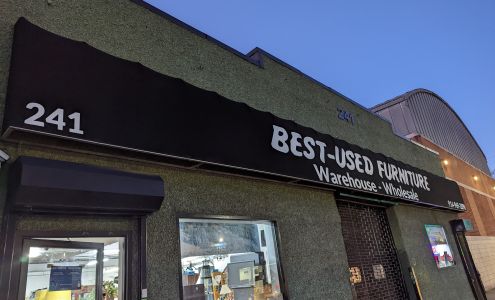 241
241
BEST-USED FURNITURE
Warehouse - Wholesale